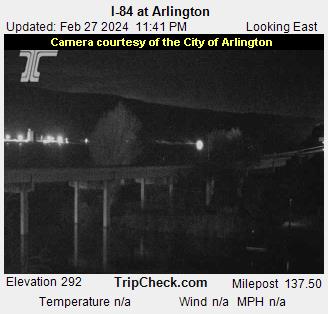 I-84 at Arlington
Updated: Feb 27 2024 11:41 PM Looking East
Camera courtesy of the City of Arlington
Elevation 292 TripCheck.com Milepost 137.50
Temperature n/a Wind n/a MPH n/a